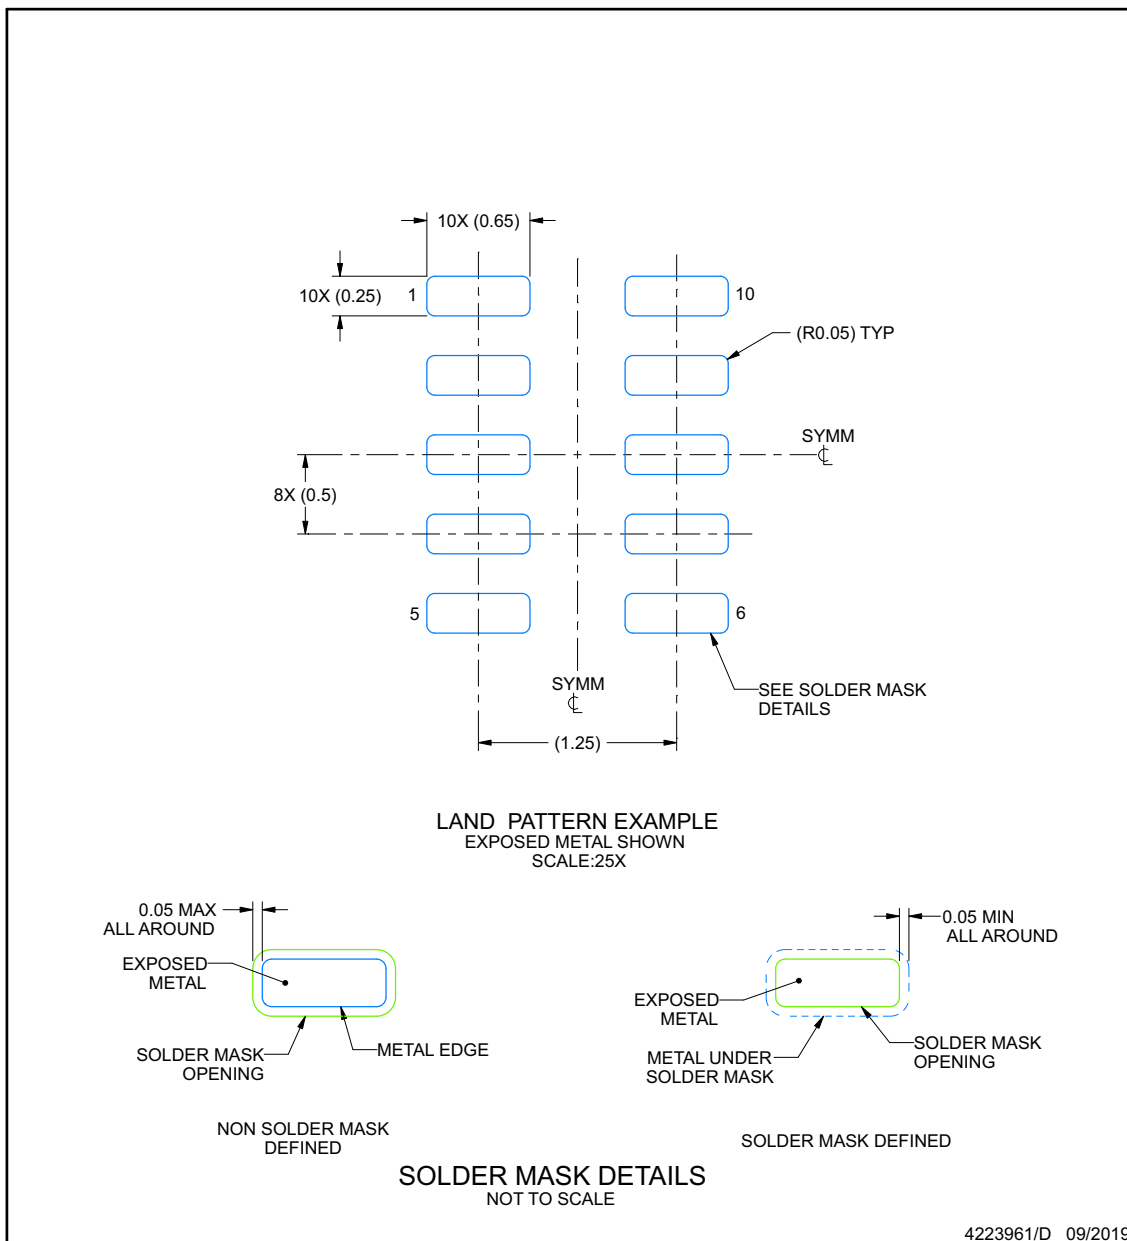 10X (0.65)
10X (0.25)
1
10
(R0.05) TYP
SYMM
8X (0.5)
5
6
SYMM
SEE SOLDER MASK
DETAILS
(1.25)
LAND PATTERN EXAMPLE
EXPOSED METAL SHOWN
SCALE:25X
0.05 MAX
ALL AROUND
EXPOSED
METAL
SOLDER MASK
OPENING
METAL EDGE
NON SOLDER MASK
DEFINED
0.05 MIN
ALL AROUND
EXPOSED
METAL
METAL UNDER
SOLDER MASK
SOLDER MASK
OPENING
SOLDER MASK DEFINED
SOLDER MASK DETAILS
NOT TO SCALE
4223961/D 09/2019